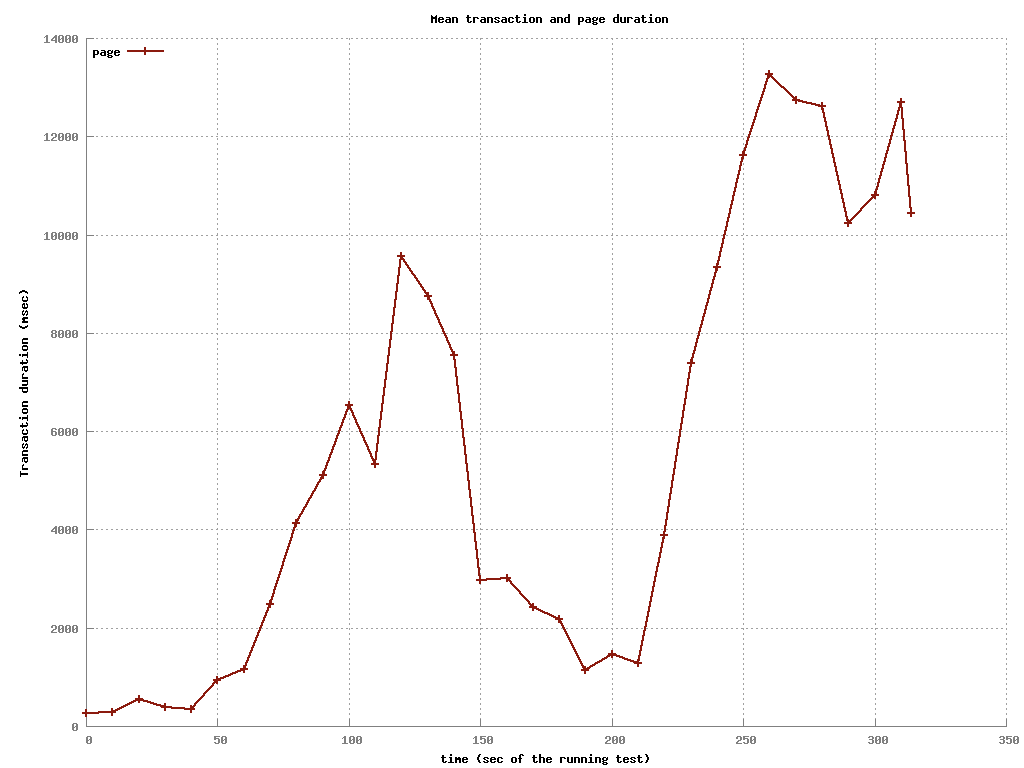 Mean transaction and page duration
page
14000
12000
10000
8000
6000
4000
2000
0
Transaction duration (msec)
0 50 100 150 200 250 300 350
time (sec of the running test)